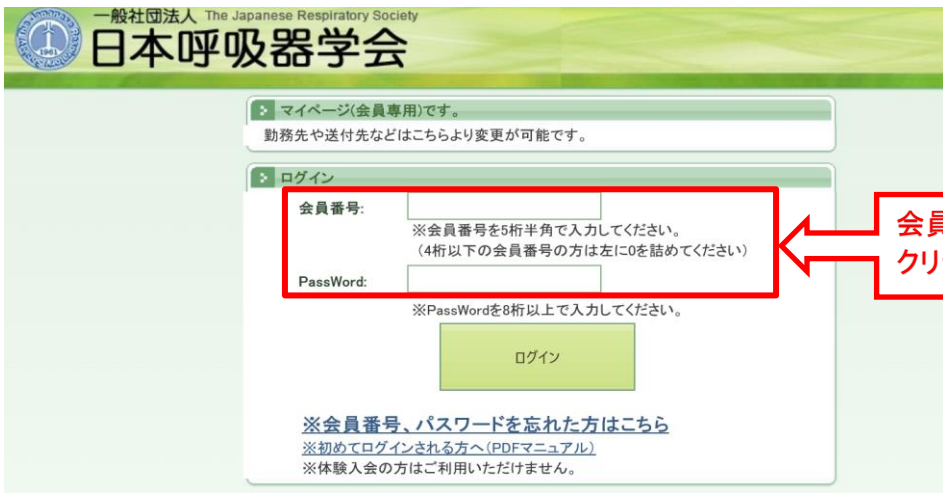 一般社団法人 The Japanese Respiratory Society
日本呼吸器学会
1961
マイページ(会員専用)です。
勤務先や送付先などはこちらより変更が可能です。
ログイン
会員番号:
※会員番号を5桁半角で入力してください。
(4桁以下の会員番号の方は左に0を詰めてください)
PassWord:
※PassWordを8桁以上で入力してください。
ログイン
会員
クリ
※会員番号、パスワードを忘れた方はこちら
※初めてログインされる方へ(PDFマニュアル)
※体験入会の方はご利用いただけません。